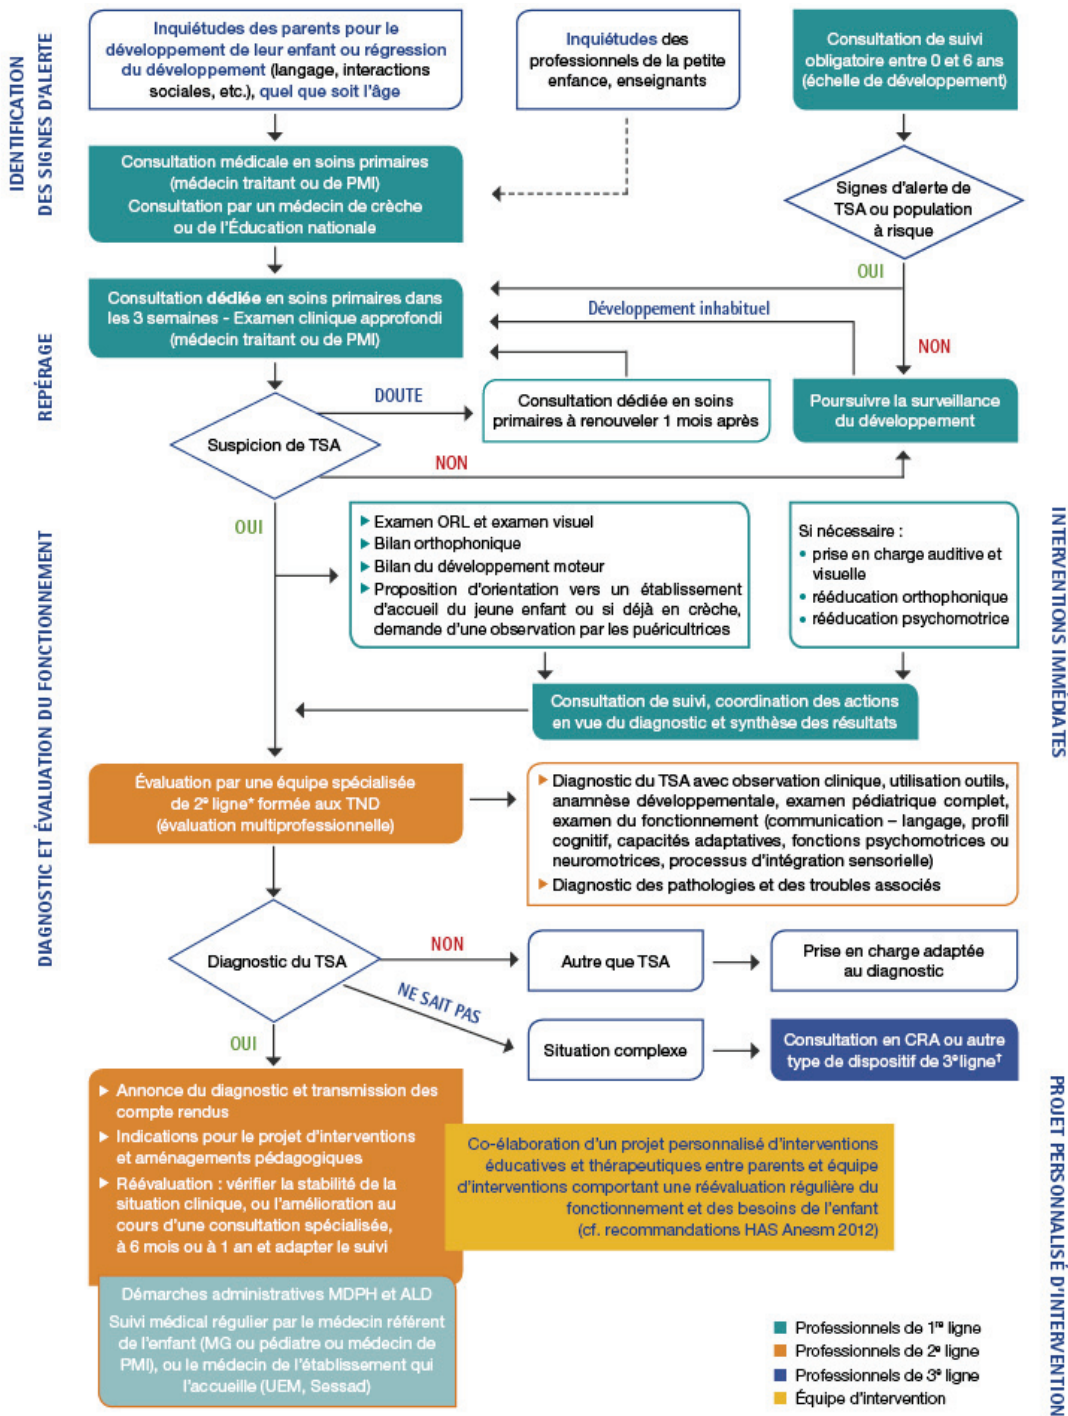 IDENTIFICATION
DES SIGNES D'ALERTE
Inquiétudes des parents pour le
développement de leur enfant ou régression
du développement (langage, interactions
sociales, etc.), quel que soit l'âge
Inquiétudes des
professionnels de la petite
enfance, enseignants
Consultation de suivi
obligatoire entre 0 et 6 ans
(échelle de développement)
Consultation médicale en soins primaires
(médecin traitant ou de PMI)
Consultation par un médecin de crèche
ou de l'Éducation nationale
Signes d'alerte de
TSA ou population
à risque
OUI
NON
REPÉRAGE
Consultation dédiée en soins primaires dans
les 3 semaines - Examen clinique approfondi
(médecin traitant ou de PMI)
Développement inhabituel
Suspicion de TSA
DOUTE
Consultation dédiée en soins
primaires à renouveler 1 mois après
Poursuivre la surveillance
du développement
NON
OUI
DIAGNOSTIC ET ÉVALUATION DU FONCTIONNEMENT
INTERVENTIONS IMMÉDIATES
▶ Examen ORL et examen visuel
▶ Bilan orthophonique
▶ Bilan du développement moteur
▶ Proposition d'orientation vers un établissement
d'accueil du jeune enfant ou si déjà en crèche,
demande d'une observation par les puéricultrices
Si nécessaire :
• prise en charge auditive et
visuelle
• rééducation orthophonique
• rééducation psychomotrice
Consultation de suivi, coordination des actions
en vue du diagnostic et synthèse des résultats
Évaluation par une équipe spécialisée
de 2e ligne* formée aux TND
(évaluation multiprofessionnelle)
▶ Diagnostic du TSA avec observation clinique, utilisation outils,
anamnèse développementale, examen pédiatrique complet,
examen du fonctionnement (communication – langage, profil
cognitif, capacités adaptatives, fonctions psychomotrices ou
neuromotrices, processus d'intégration sensorielle)
▶ Diagnostic des pathologies et des troubles associés
Diagnostic du TSA
NON
Autre que TSA
Prise en charge adaptée
au diagnostic
NE SAIT PAS
Situation complexe
Consultation en CRA ou autre
type de dispositif de 3e ligne†
OUI
PROJET PERSONNALISÉ D'INTERVENTION
▶ Annonce du diagnostic et transmission des
compte rendus
▶ Indications pour le projet d'interventions
et aménagements pédagogiques
▶ Réévaluation : vérifier la stabilité de la
situation clinique, ou l'amélioration au
cours d'une consultation spécialisée,
à 6 mois ou à 1 an et adapter le suivi
Co-élaboration d'un projet personnalisé d'interventions
éducatives et thérapeutiques entre parents et équipe
d'interventions comportant une réévaluation régulière du
fonctionnement et des besoins de l'enfant
(cf. recommandations HAS Anesm 2012)
Démarches administratives MDPH et ALD
Suivi médical régulier par le médecin référent
de l'enfant (MG ou pédiatre ou médecin de
PMI), ou le médecin de l'établissement qui
l'accueille (UEM, Sessad)
Professionnels de 1re ligne
Professionnels de 2e ligne
Professionnels de 3e ligne
Équipe d'intervention